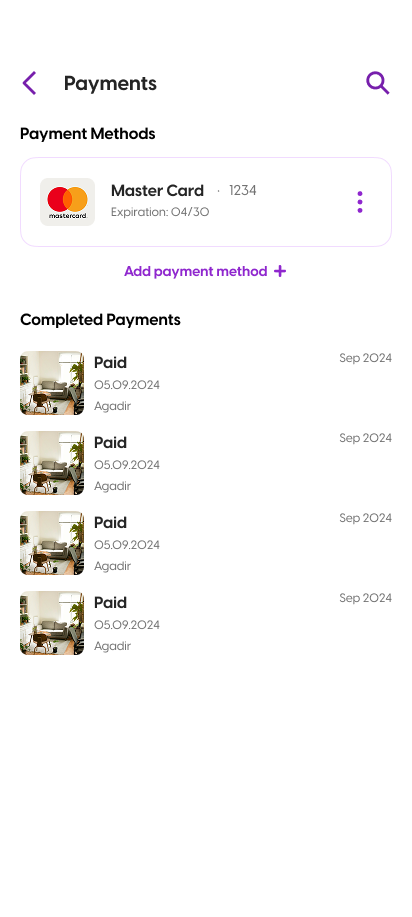 Payments
Payment Methods
mastercard
Master Card · 1234
Expiration: 04/30
Add payment method +
Completed Payments
Paid
Sep 2024
05.09.2024
Agadir
Paid
Sep 2024
05.09.2024
Agadir
Paid
Sep 2024
05.09.2024
Agadir
Paid
Sep 2024
05.09.2024
Agadir